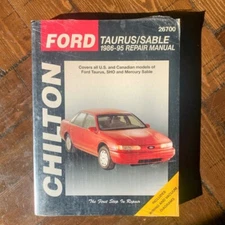 26700
FORD
TAURUS/SABLE
1986-95 REPAIR MANUAL
Covers all U.S. and Canadian models of
Ford Taurus, SHO and Mercury Sable
CHILTON
The First Step In Repair